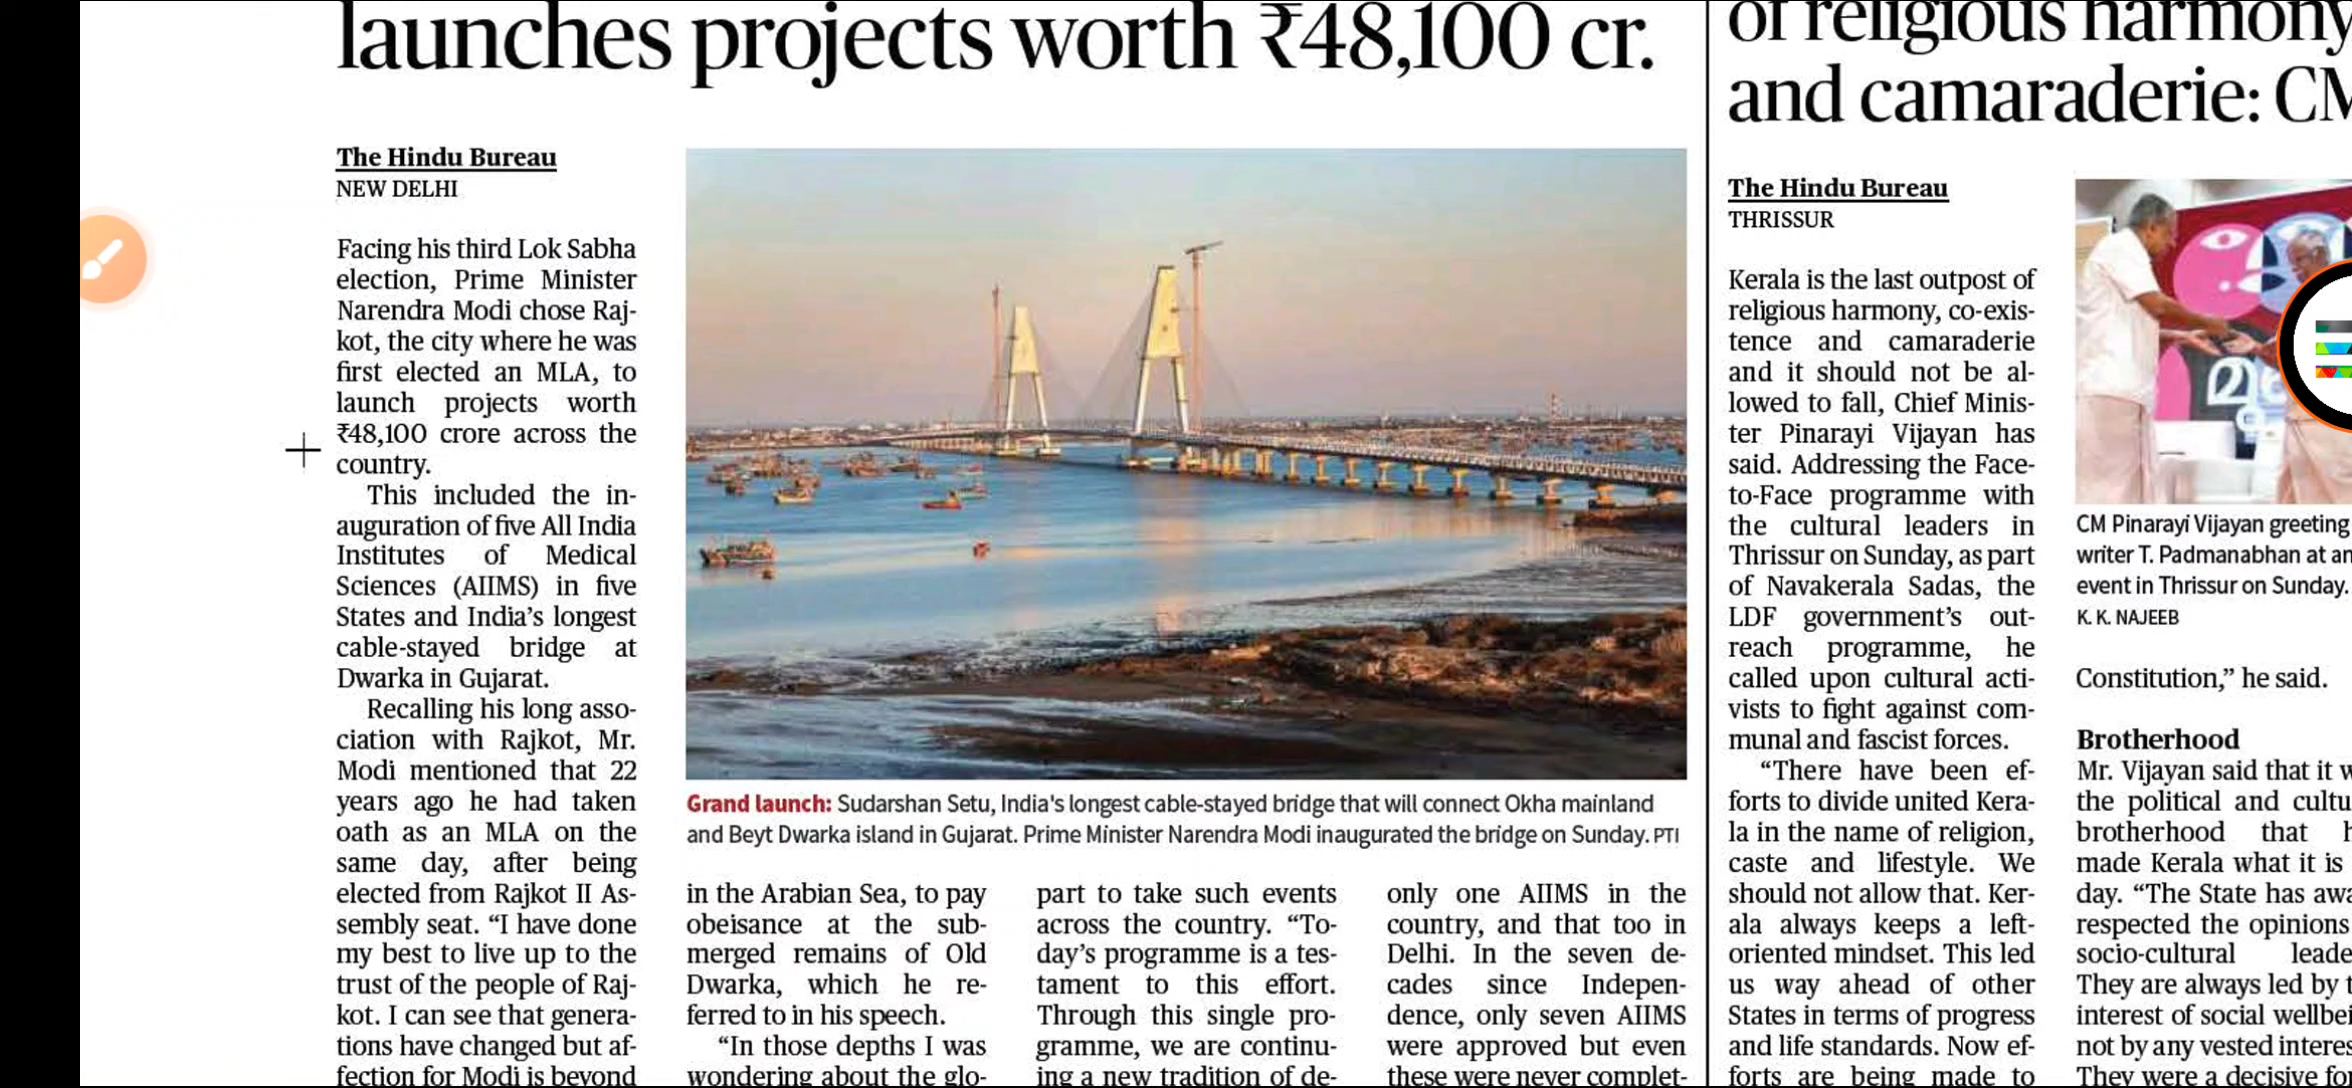 launches projects worth ₹48,100 cr.
The Hindu Bureau
NEW DELHI
Facing his third Lok Sabha
election, Prime Minister
Narendra Modi chose Raj-
kot, the city where he was
first elected an MLA, to
launch projects worth
₹48,100 crore across the
country.
This included the in-
auguration of five All India
Institutes of Medical
Sciences (AIIMS) in five
States and India's longest
cable-stayed bridge at
Dwarka in Gujarat.
Recalling his long asso-
ciation with Rajkot, Mr.
Modi mentioned that 22
years ago he had taken
oath as an MLA on the
same day, after being
elected from Rajkot II As-
sembly seat. “I have done
my best to live up to the
trust of the people of Raj-
kot. I can see that genera-
tions have changed but af-
fection for Modi is beyond
Grand launch: Sudarshan Setu, India's longest cable-stayed bridge that will connect Okha mainland
and Beyt Dwarka island in Gujarat. Prime Minister Narendra Modi inaugurated the bridge on Sunday. PTI
in the Arabian Sea, to pay
obeisance at the sub-
merged remains of Old
Dwarka, which he re-
ferred to in his speech.
“In those depths I was
wondering about the glo-
part to take such events
across the country. “To-
day's programme is a tes-
tament to this effort.
Through this single pro-
gramme, we are continu-
ing a new tradition of de-
only one AIIMS in the
country, and that too in
Delhi. In the seven de-
cades since Indepen-
dence, only seven AIIMS
were approved but even
these were never complet-
of religious harmony
and camaraderie: CM
The Hindu Bureau
THRISSUR
Kerala is the last outpost of
religious harmony, co-exis-
tence and camaraderie
and it should not be al-
lowed to fall, Chief Minis-
ter Pinarayi Vijayan has
said. Addressing the Face-
to-Face programme with
the cultural leaders in
Thrissur on Sunday, as part
of Navakerala Sadas, the
LDF government's out-
reach programme, he
called upon cultural acti-
vists to fight against com-
munal and fascist forces.
“There have been ef-
forts to divide united Kera-
la in the name of religion,
caste and lifestyle. We
should not allow that. Ker-
ala always keeps a left-
oriented mindset. This led
us way ahead of other
States in terms of progress
and life standards. Now ef-
forts are being made to
CM Pinarayi Vijayan greeting
writer T. Padmanabhan at an
event in Thrissur on Sunday.
K. K. NAJEEB
Constitution,” he said.
Brotherhood
Mr. Vijayan said that it w
the political and cultu
brotherhood that h
made Kerala what it is
day. “The State has awa
respected the opinions
socio-cultural leade
They are always led by t
interest of social wellbei
not by any vested interes
They were a decisive fo